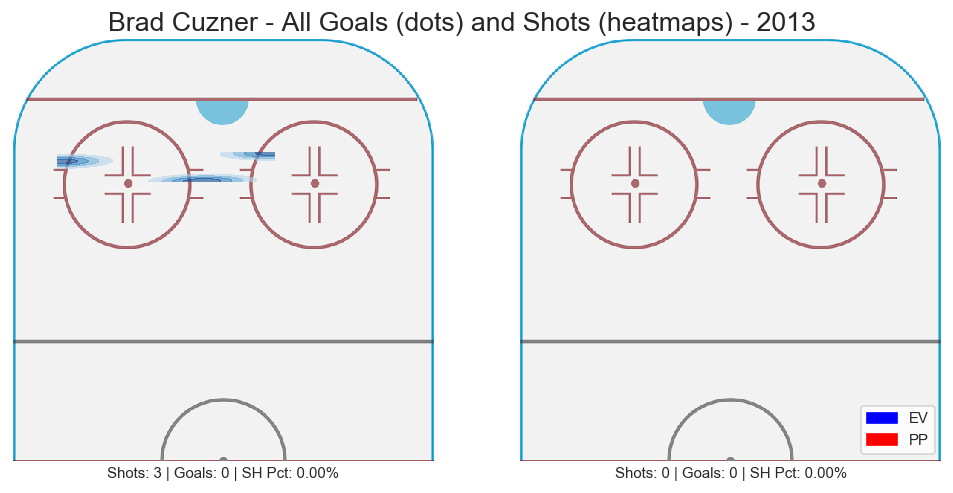 Brad Cuzner - All Goals (dots) and Shots (heatmaps) - 2013
EV
PP
Shots: 3 | Goals: 0 | SH Pct: 0.00%
Shots: 0 | Goals: 0 | SH Pct: 0.00%